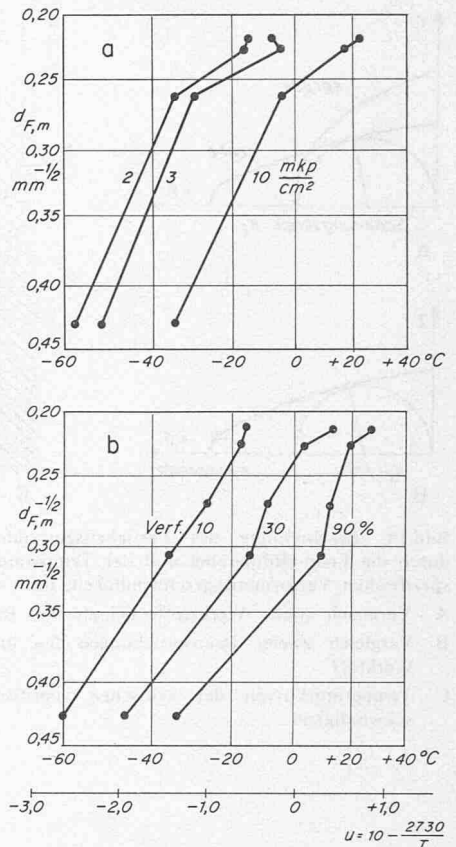 0,20
a
0,25
d F,m
0,30
mm -1/2
2
3
10 mkp/cm²
0,35
0,40
0,45
-60 -40 -20 0 +20 +40 °C
0,20
b
0,25
d F,m -1/2
Verf. 10
30
90 %
0,30
mm 1/2
0,35
0,40
0,45
-60 -40 -20 0 +20 40 °C
-3,0 -2,0 -1,0 0 +1,0
u = 10 - 2730/T